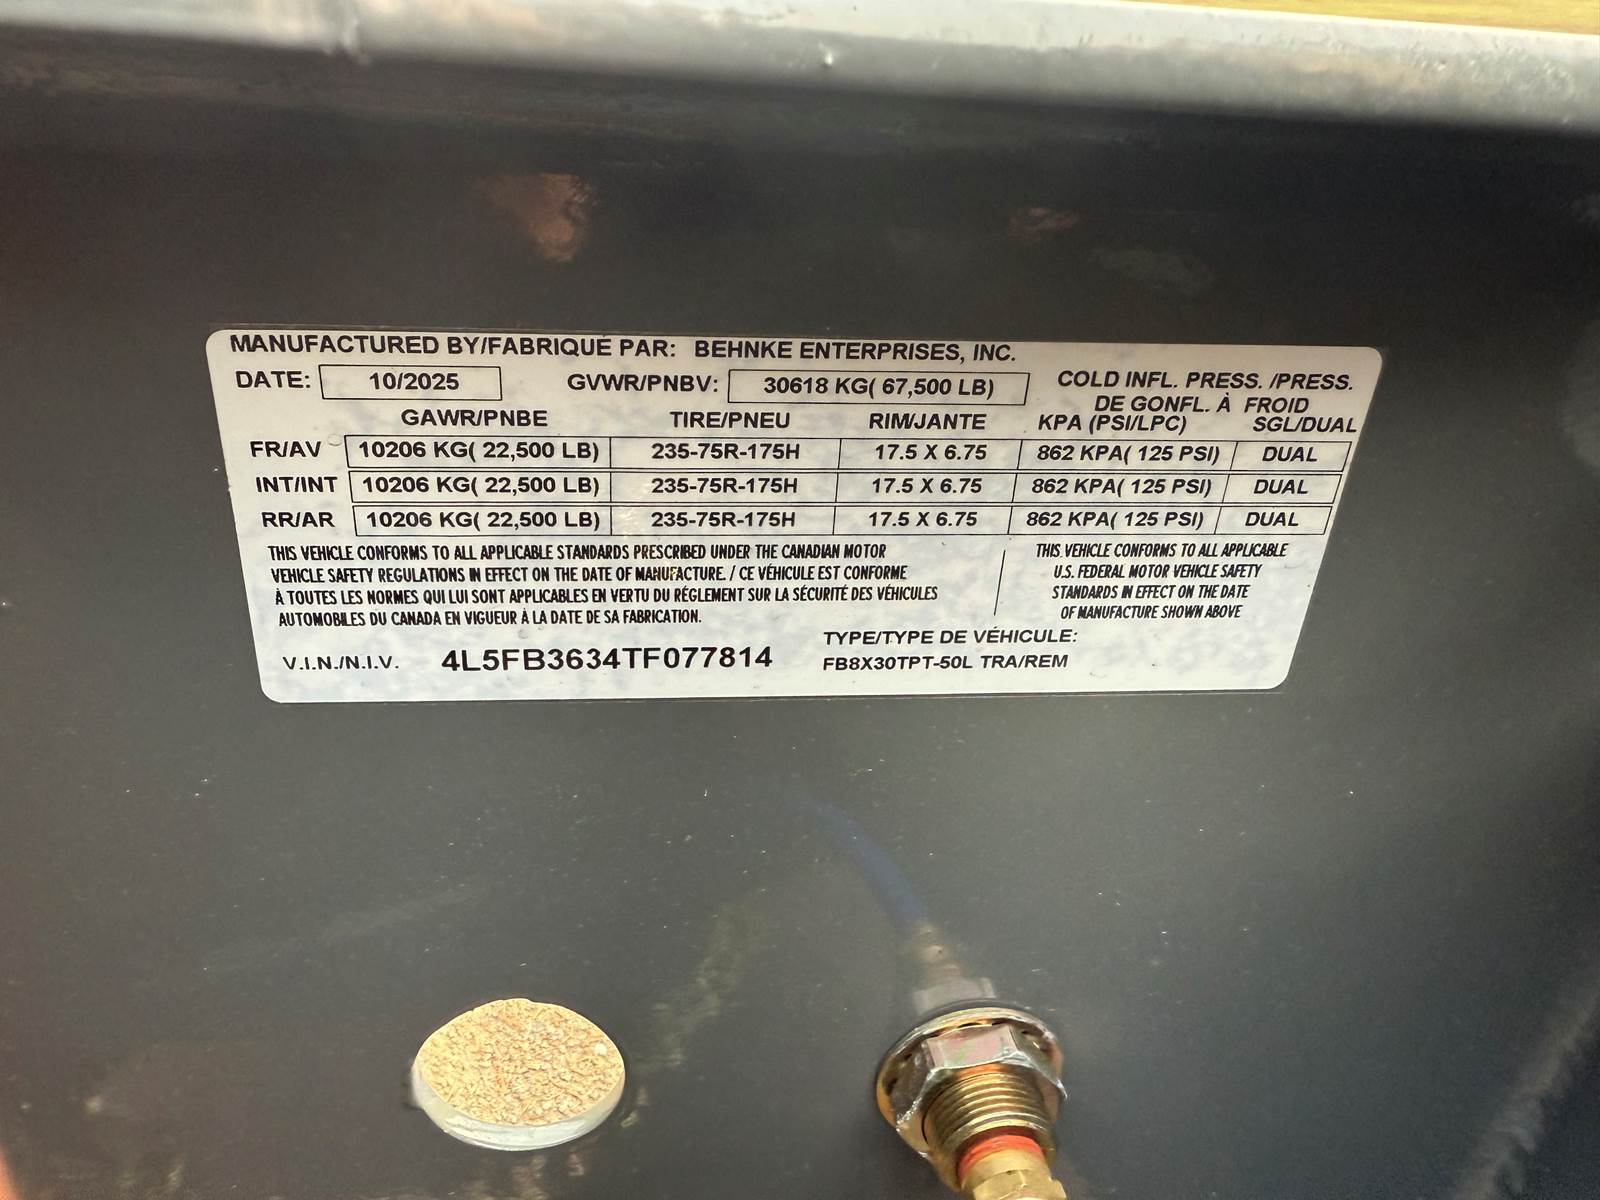 MANUFACTURED BY/FABRIQUÉ PAR: BEHNKE ENTERPRISES, INC.
DATE: 10/2025 GVWR/PNBV: 30618 KG( 67,500 LB) COLD INFL. PRESS. /PRESS.
DE GONFL. À FROID
GAWR/PNBE TIRE/PNEU RIM/JANTE KPA (PSI/LPC) SGL/DUAL
FR/AV 10206 KG( 22,500 LB) 235-75R-175H 17.5 X 6.75 862 KPA( 125 PSI) DUAL
INT/INT 10206 KG( 22,500 LB) 235-75R-175H 17.5 X 6.75 862 KPA( 125 PSI) DUAL
RR/AR 10206 KG( 22,500 LB) 235-75R-175H 17.5 X 6.75 862 KPA( 125 PSI) DUAL
THIS VEHICLE CONFORMS TO ALL APPLICABLE STANDARDS PRESCRIBED UNDER THE CANADIAN MOTOR
VEHICLE SAFETY REGULATIONS IN EFFECT ON THE DATE OF MANUFACTURE. / CE VÉHICULE EST CONFORME
À TOUTES LES NORMES QUI LUI SONT APPLICABLES EN VERTU DU RÉGLEMENT SUR LA SÉCURITÉ DES VÉHICULES
AUTOMOBILES DU CANADA EN VIGUEUR À LA DATE DE SA FABRICATION.
THIS VEHICLE CONFORMS TO ALL APPLICABLE
U.S. FEDERAL MOTOR VEHICLE SAFETY
STANDARDS IN EFFECT ON THE DATE
OF MANUFACTURE SHOWN ABOVE
V.I.N./N.I.V. 4L5FB3634TF077814
TYPE/TYPE DE VÉHICULE:
FB8X30TPT-50L TRA/REM